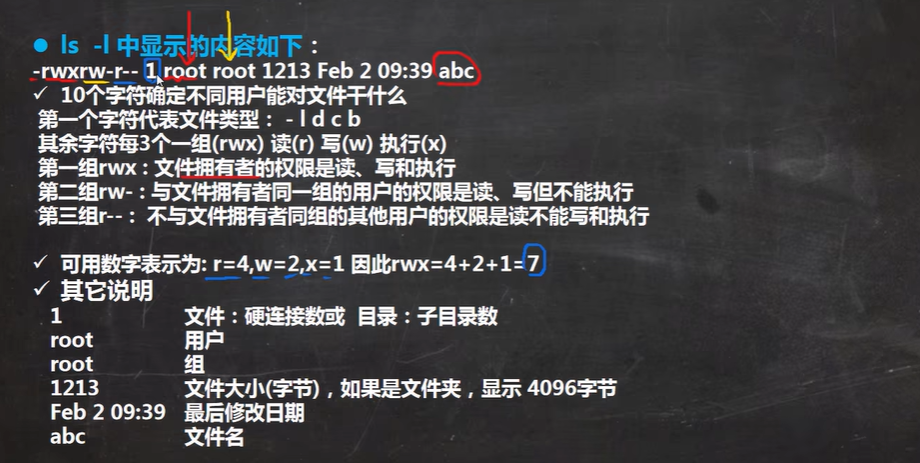 ● ls -l 中显示的内容如下：
-rwxrw-r-- 1 root root 1213 Feb 2 09:39 abc
✓ 10个字符确定不同用户能对文件干什么
第一个字符代表文件类型： - l d c b
其余字符每3个一组(rwx) 读(r) 写(w) 执行(x)
第一组rwx : 文件拥有者的权限是读、写和执行
第二组rw- : 与文件拥有者同一组的用户的权限是读、写但不能执行
第三组r-- : 不与文件拥有者同组的其他用户的权限是读不能写和执行
✓ 可用数字表示为: r=4,w=2,x=1 因此rwx=4+2+1=7
✓ 其它说明
1 文件：硬连接数或 目录：子目录数
root 用户
root 组
1213 文件大小(字节)，如果是文件夹，显示 4096字节
Feb 2 09:39 最后修改日期
abc 文件名